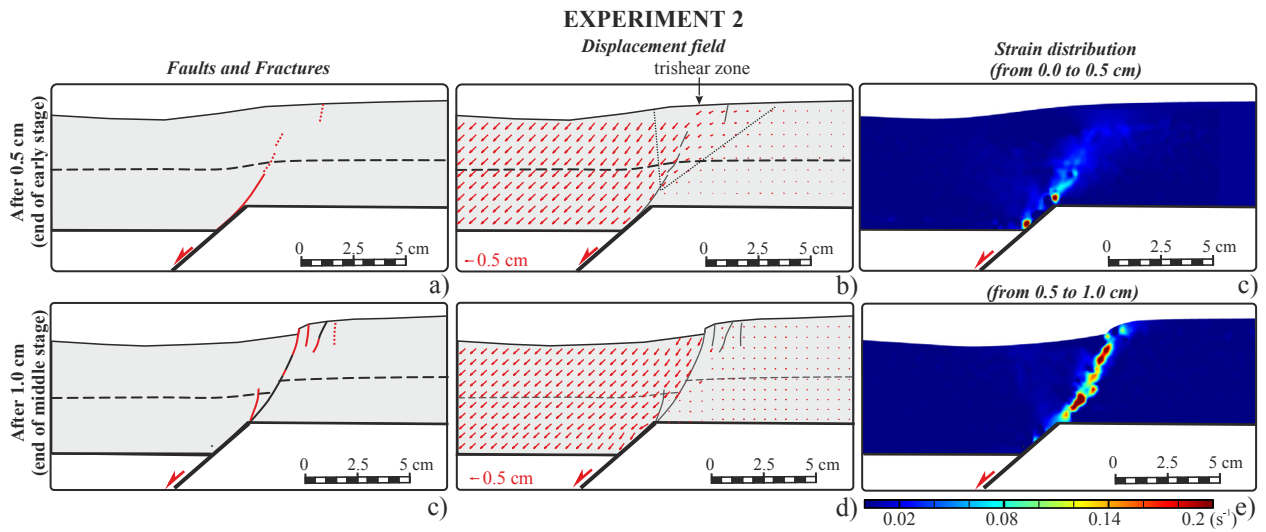 EXPERIMENT 2
Faults and Fractures
Displacement field
trishear zone
Strain distribution
(from 0.0 to 0.5 cm)
After 0.5 cm
(end of early stage)
0 2.5 5 cm
a)
0.5 cm
0 2.5 5 cm
b)
0 2.5 5 cm
c)
(from 0.5 to 1.0 cm)
After 1.0 cm
(end of middle stage)
0 2.5 5 cm
c)
0.5 cm
0 2.5 5 cm
d)
0 2.5 5 cm
e)
0.02 0.08 0.14 0.2 (s⁻¹)